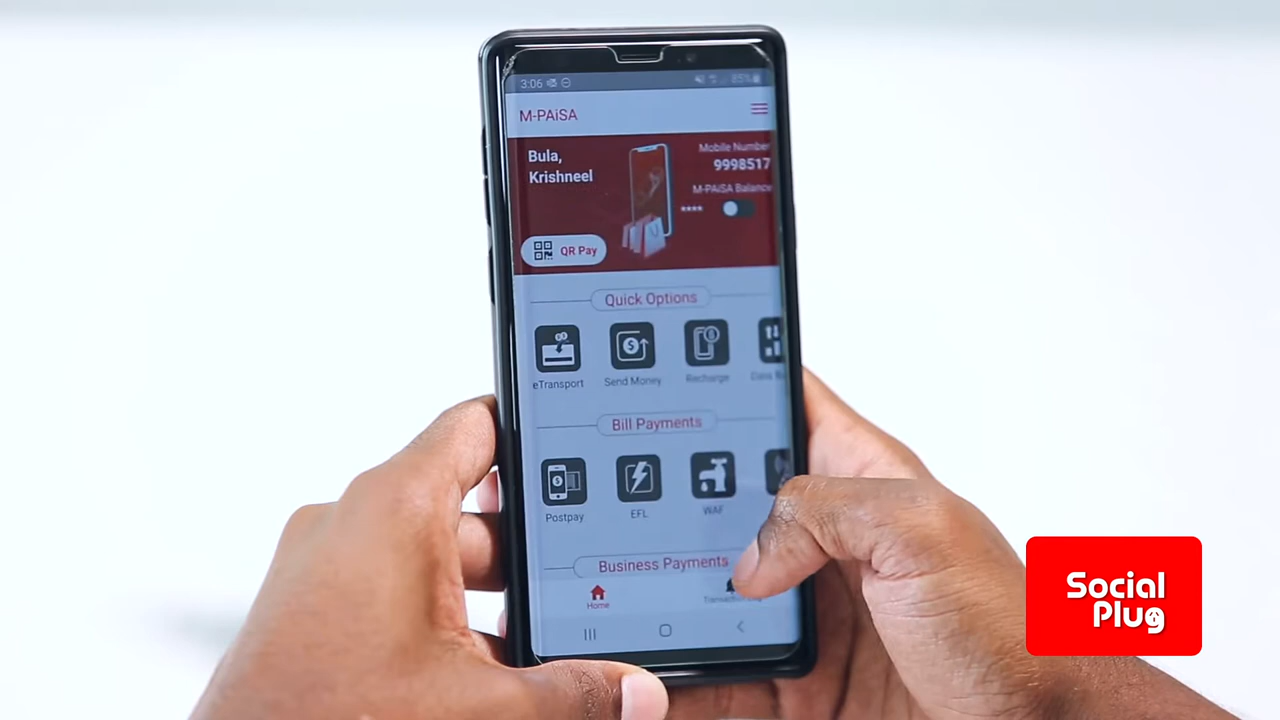 3:06
85%
M-PAiSA
Bula,
Krishneel
Mobile Number
9998517
M-PAiSA Balance
****
QR Pay
Quick Options
eTransport
Send Money
Recharge
Bill Payments
Postpay
EFL
WAF
Business Payments
Home
Social
Plug